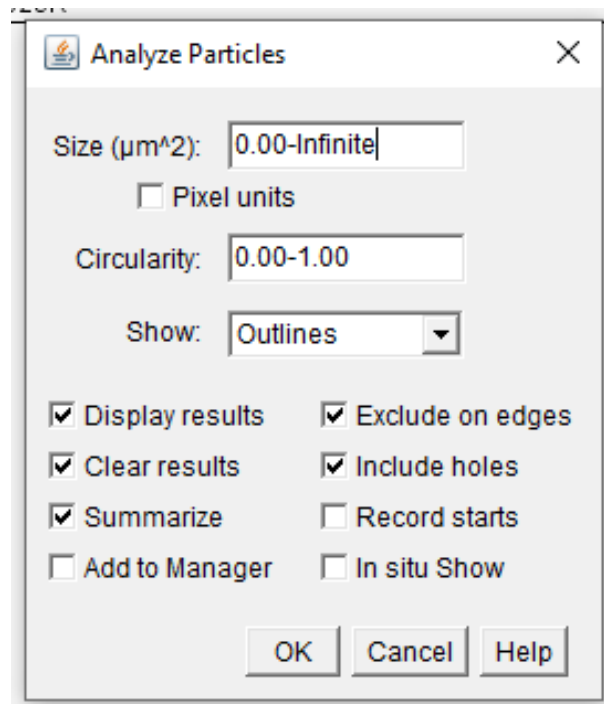 Analyze Particles
Size (µm^2): 0.00-Infinite
Pixel units
Circularity: 0.00-1.00
Show: Outlines
Display results Exclude on edges
Clear results Include holes
Summarize Record starts
Add to Manager In situ Show
OK Cancel Help